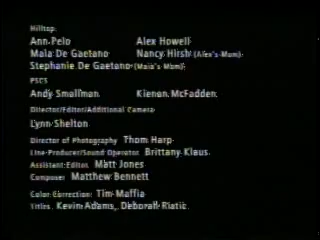 Hilltop:
Ann Pelo Alex Howell
Maia De Gaetano Nancy Hirsh (Alex's Mom)
Stephanie De Gaetano (Maia's Mom)
PSCS
Andy Smallman Kienan McFadden
Director/Editor/Additional Camera
Lynn Shelton
Director of Photography Thom Harp
Line Producer/Sound Operator Brittany Klaus
Assistant Editor Matt Jones
Composer Matthew Bennett
Color Correction: Tim Maffia
Titles Kevin Adams, Deborah Ristic